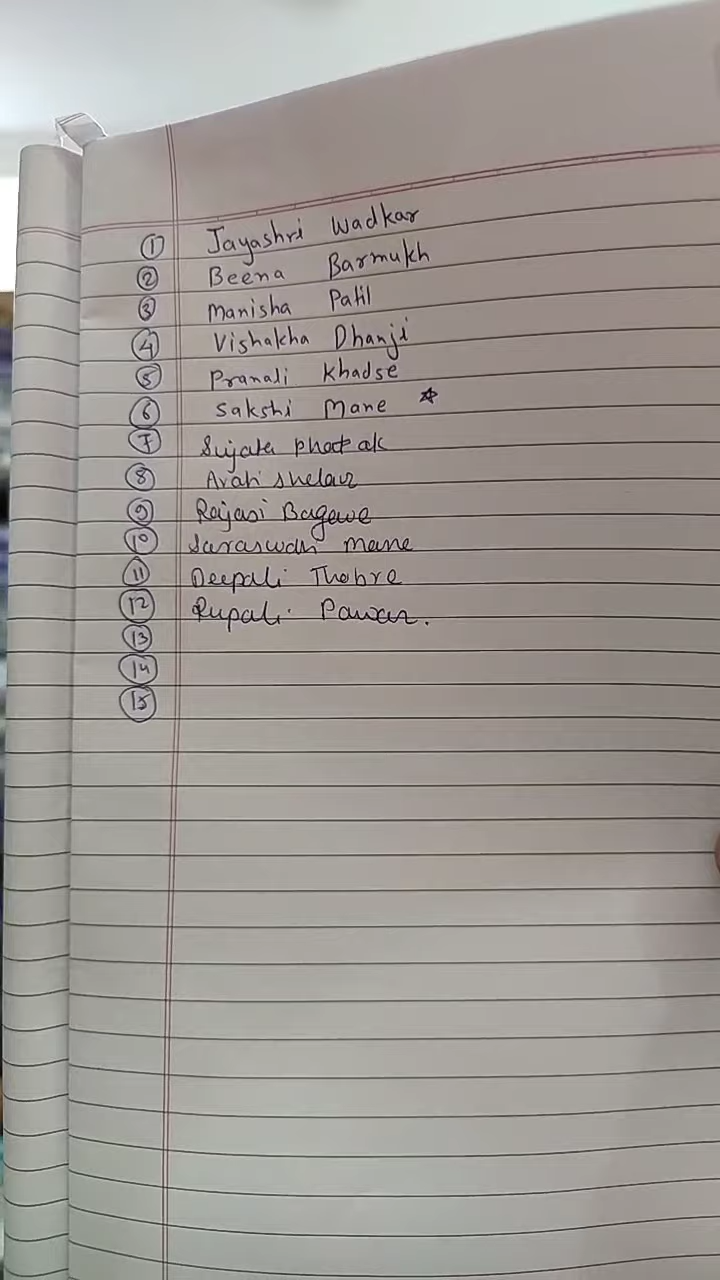 1 Jayashri Wadkar
2 Beena Barmukh
3 Manisha Patil
4 Vishakha Dhanji
5 Pranali Khadse
6 Sakshi Mane ☆
7 Sujata phatak
8 Arati shelar
9 Rajasi Bagawe
10 Saraswati mane
11 Deepali Thobre
12 Rupali Pawar.
13
14
15